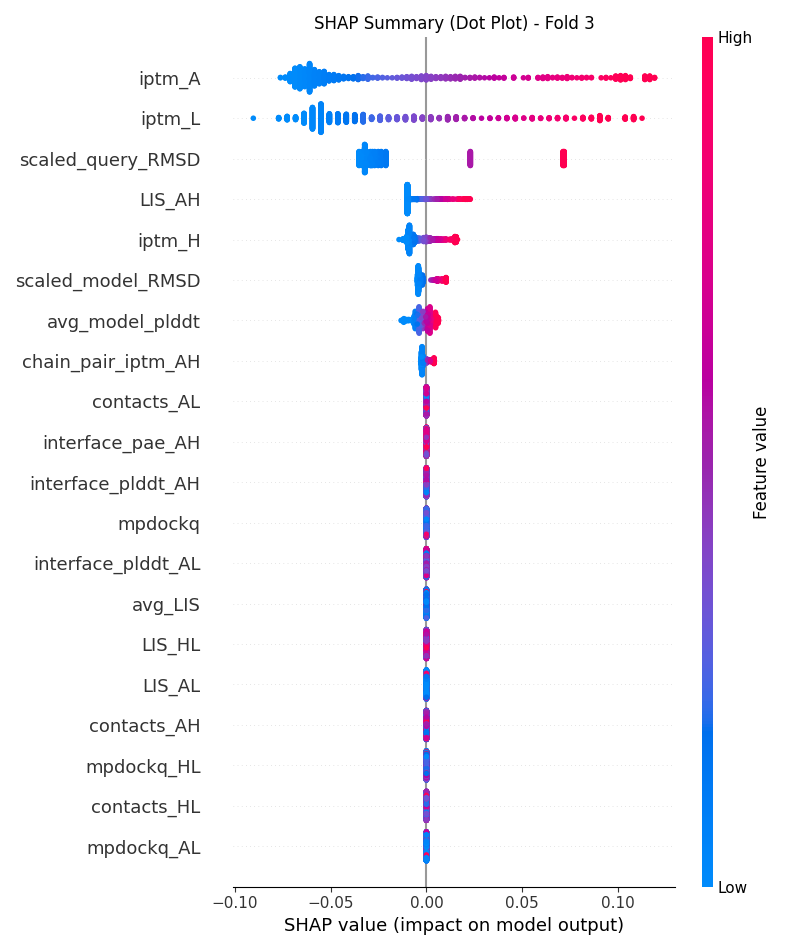 SHAP Summary (Dot Plot) - Fold 3
High
iptm_A
iptm_L
scaled_query_RMSD
LIS_AH
iptm_H
scaled_model_RMSD
avg_model_plddt
chain_pair_iptm_AH
contacts_AL
interface_pae_AH
interface_plddt_AH
mpdockq
interface_plddt_AL
avg_LIS
LIS_HL
LIS_AL
contacts_AH
mpdockq_HL
contacts_HL
mpdockq_AL
Feature value
Low
−0.10 −0.05 0.00 0.05 0.10
SHAP value (impact on model output)